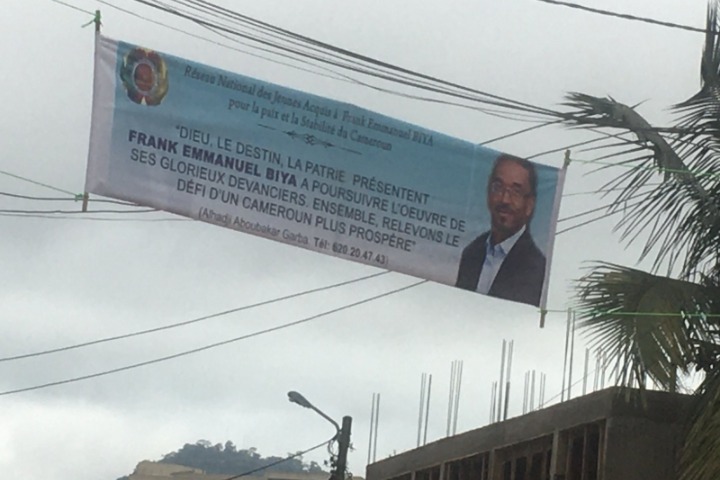 Réseau National des Jeunes Acquis à Frank Emmanuel BIYA
pour la paix et la Stabilité du Cameroun
"DIEU, LE DESTIN, LA PATRIE PRÉSENTENT
FRANK EMMANUEL BIYA A POURSUIVRE L'OEUVRE DE
SES GLORIEUX DEVANCIERS. ENSEMBLE, RELEVONS LE
DÉFI D'UN CAMEROUN PLUS PROSPÈRE"
(Alhadji Aboubakar Garba. Tél: 620 20.47.43)